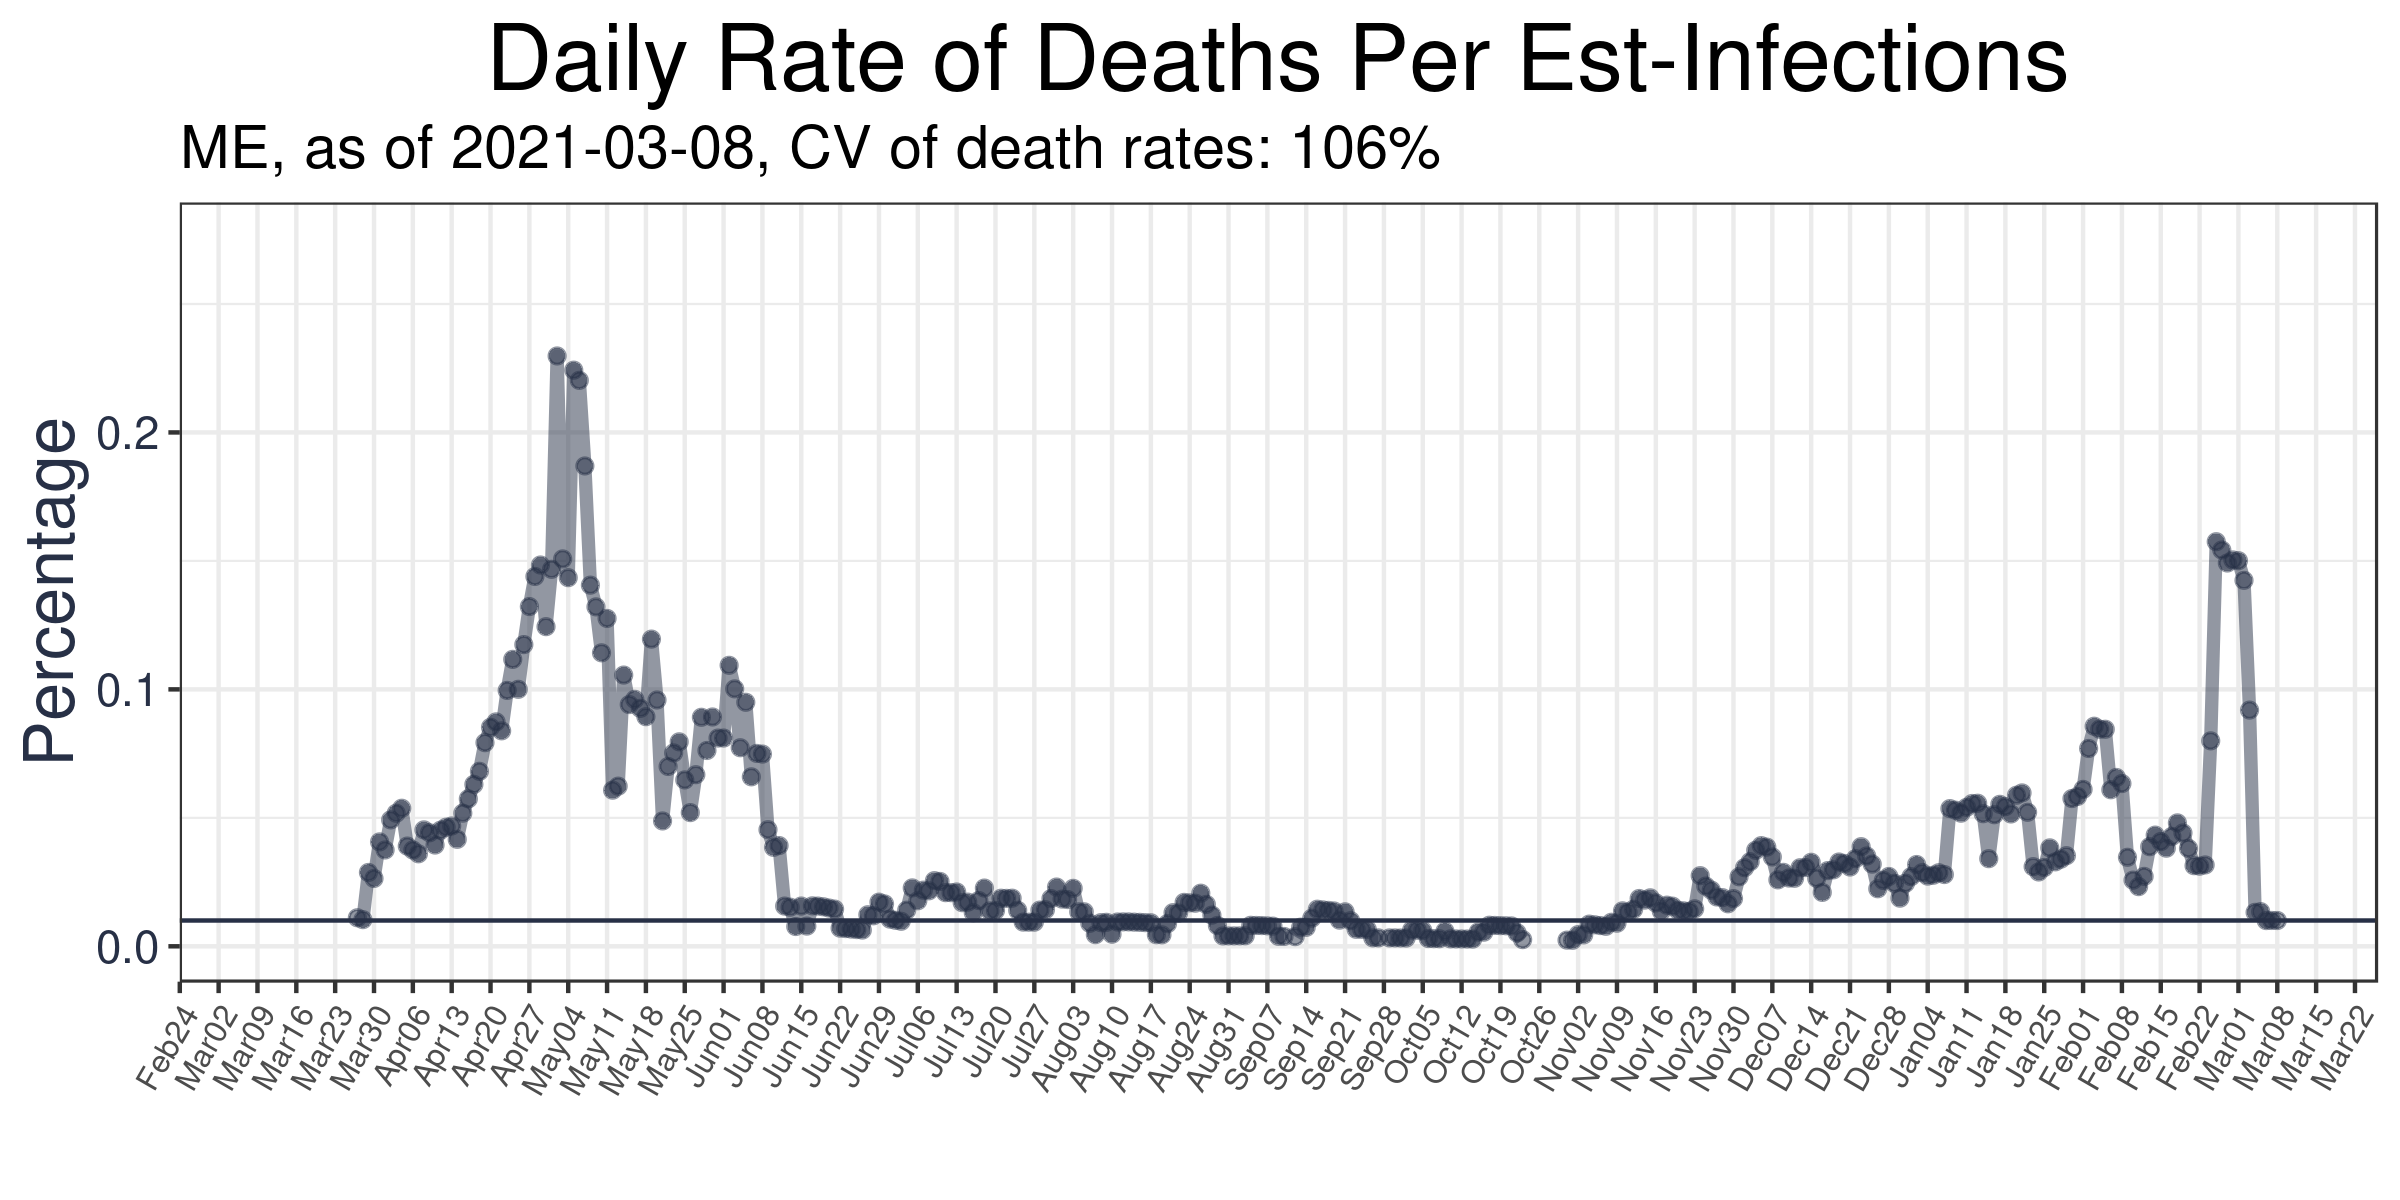 Daily Rate of Deaths Per Est-Infections
ME, as of 2021-03-08, CV of death rates: 106%
Percentage
0.2
0.1
0.0
Feb24
Mar02
Mar09
Mar16
Mar23
Mar30
Apr06
Apr13
Apr20
Apr27
May04
May11
May18
May25
Jun01
Jun08
Jun15
Jun22
Jun29
Jul06
Jul13
Jul20
Jul27
Aug03
Aug10
Aug17
Aug24
Aug31
Sep07
Sep14
Sep21
Sep28
Oct05
Oct12
Oct19
Oct26
Nov02
Nov09
Nov16
Nov23
Nov30
Dec07
Dec14
Dec21
Dec28
Jan04
Jan11
Jan18
Jan25
Feb01
Feb08
Feb15
Feb22
Mar01
Mar08
Mar15
Mar22